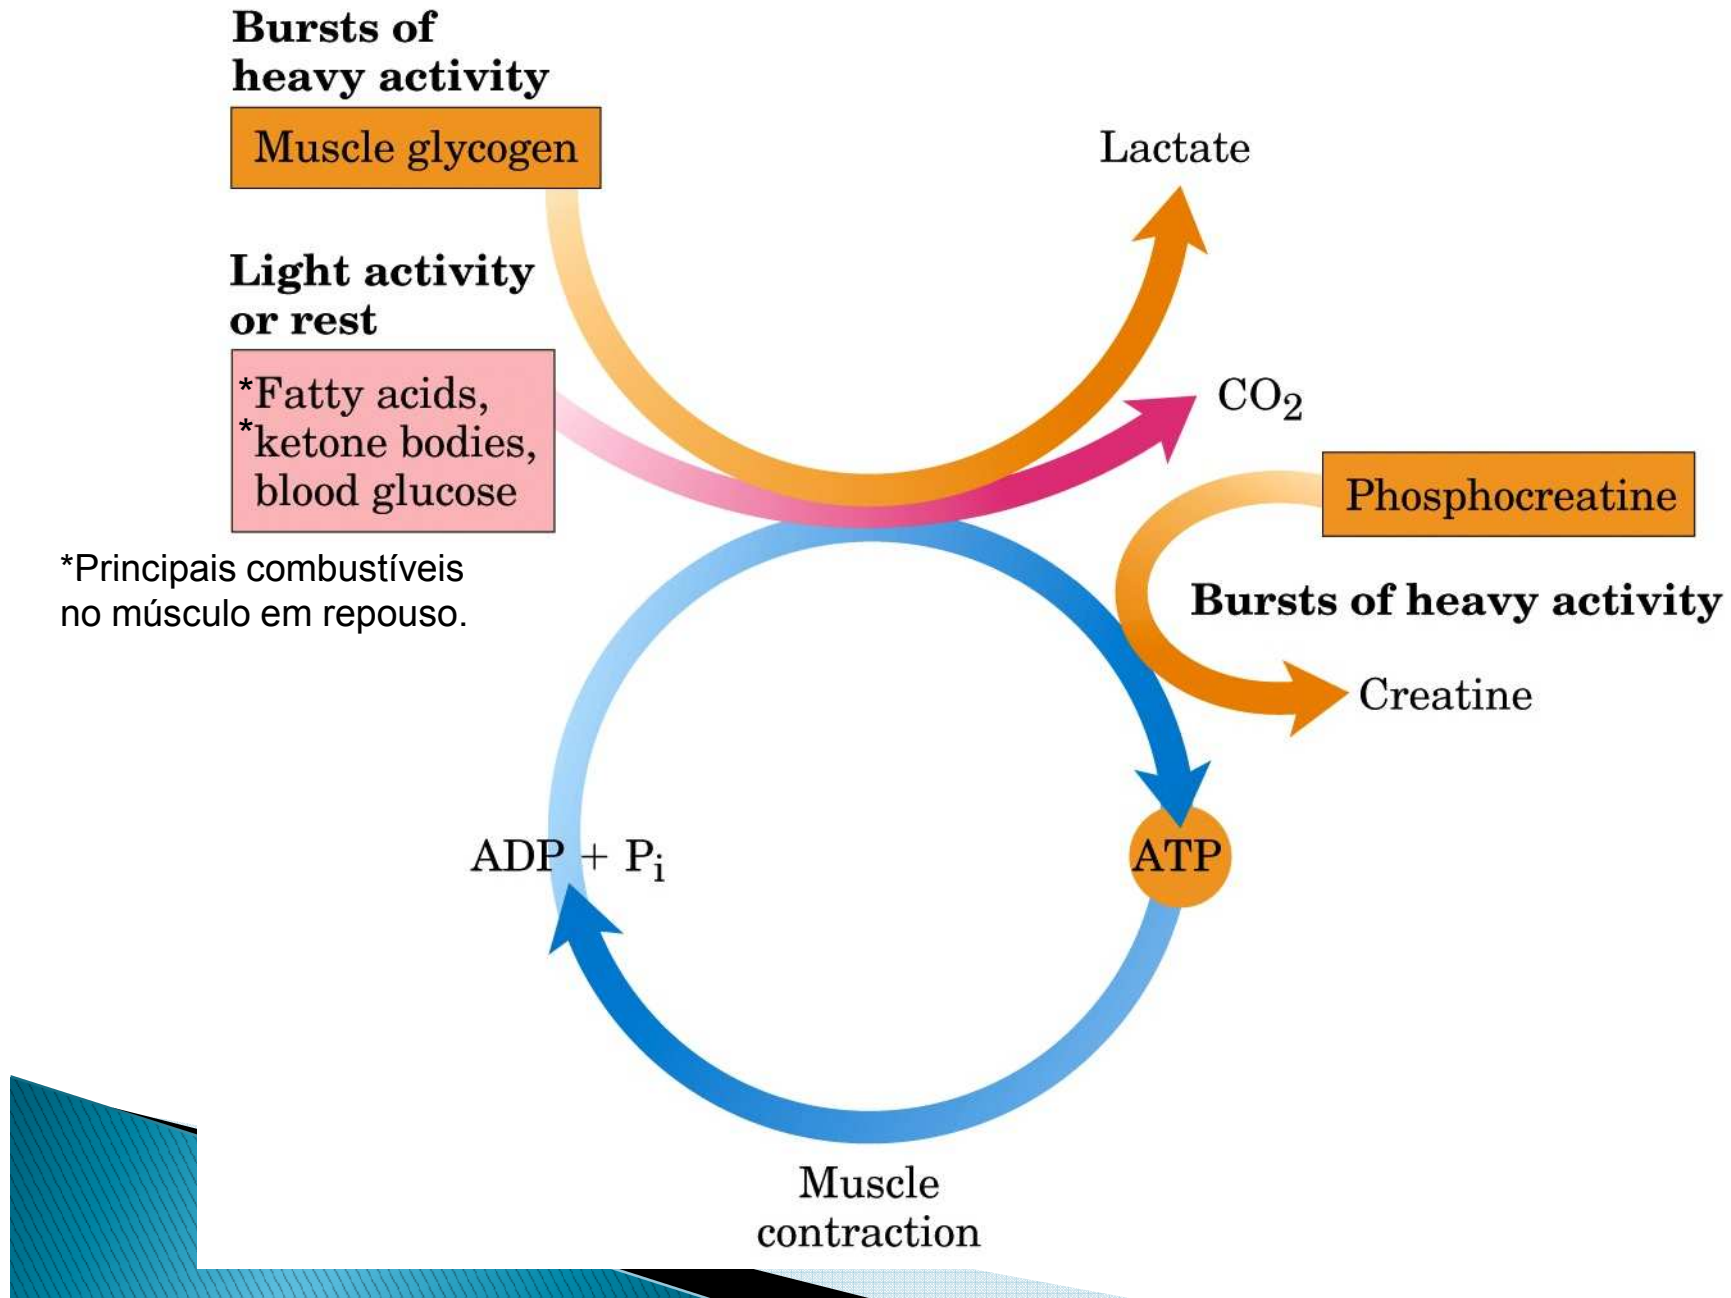 Bursts of
heavy activity
Muscle glycogen
Lactate
Light activity
or rest
*Fatty acids,
*ketone bodies,
blood glucose
CO₂
Phosphocreatine
*Principais combustíveis
no músculo em repouso.
Bursts of heavy activity
Creatine
ADP + Pᵢ
ATP
Muscle
contraction